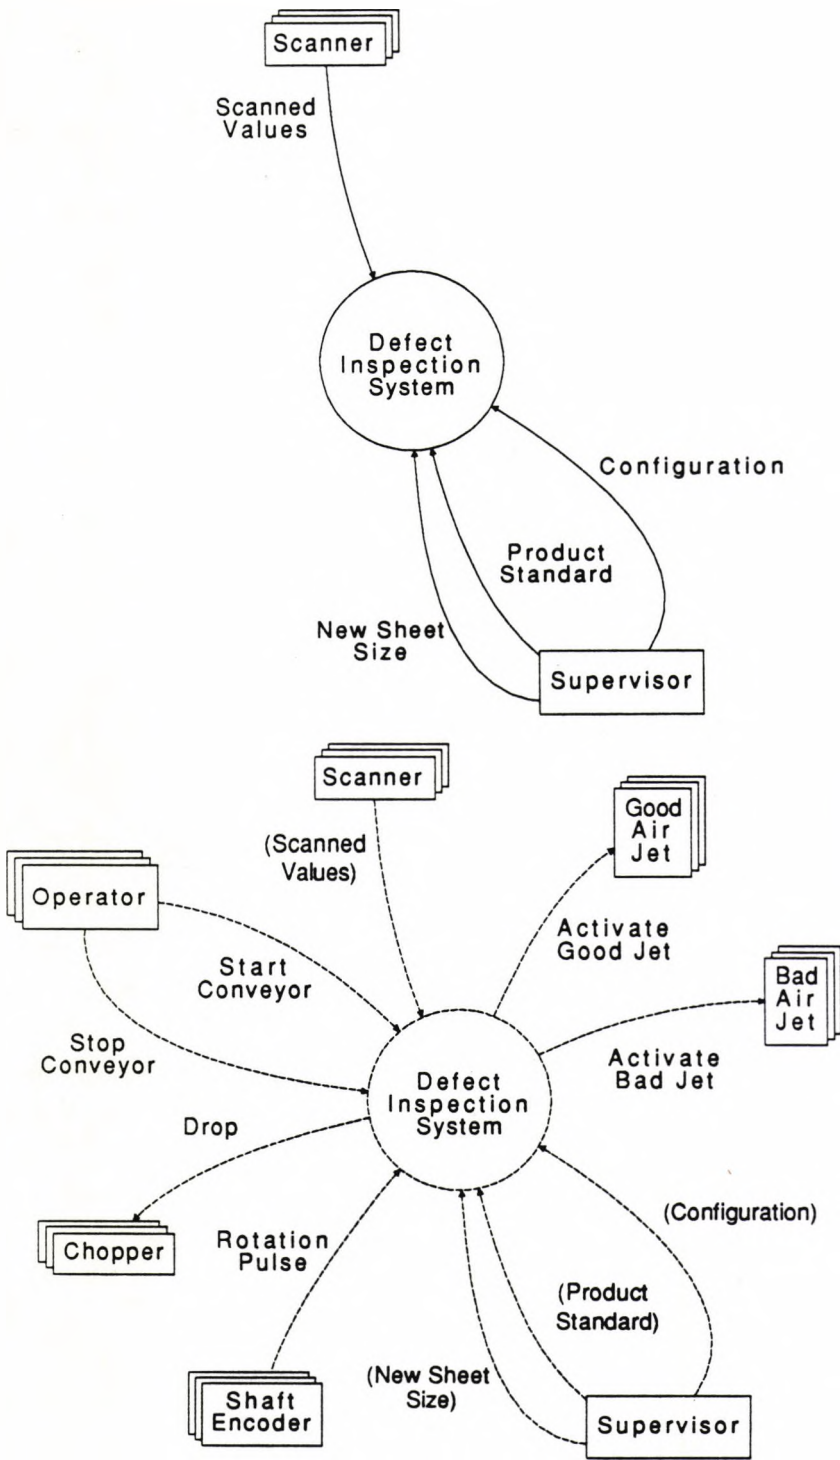 Scanner
Scanned
Values
Defect
Inspection
System
Configuration
Product
Standard
New Sheet
Size
Supervisor
Scanner
Good
Air
Jet
(Scanned
Values)
Operator
Activate
Good Jet
Start
Conveyor
Bad
Air
Jet
Stop
Conveyor
Activate
Bad Jet
Defect
Inspection
System
Drop
(Configuration)
Chopper
Rotation
Pulse
(Product
Standard)
(New Sheet
Size)
Shaft
Encoder
Supervisor